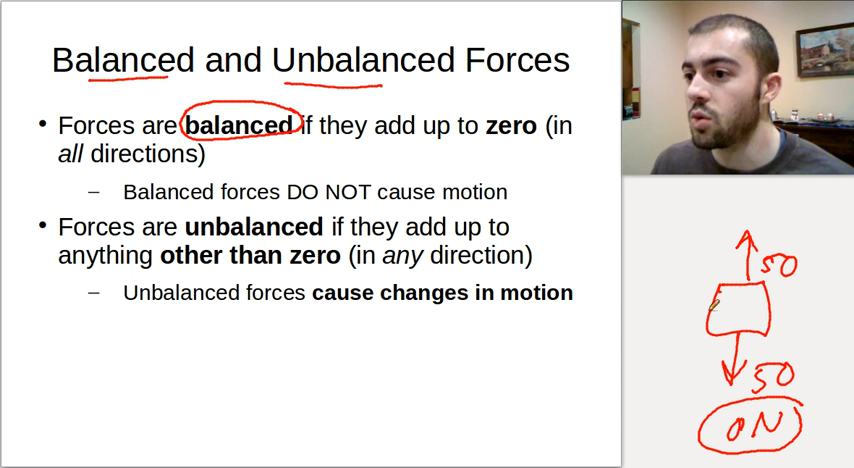 Balanced and Unbalanced Forces
• Forces are balanced if they add up to zero (in
all directions)
– Balanced forces DO NOT cause motion
• Forces are unbalanced if they add up to
anything other than zero (in any direction)
– Unbalanced forces cause changes in motion
50
50
0N